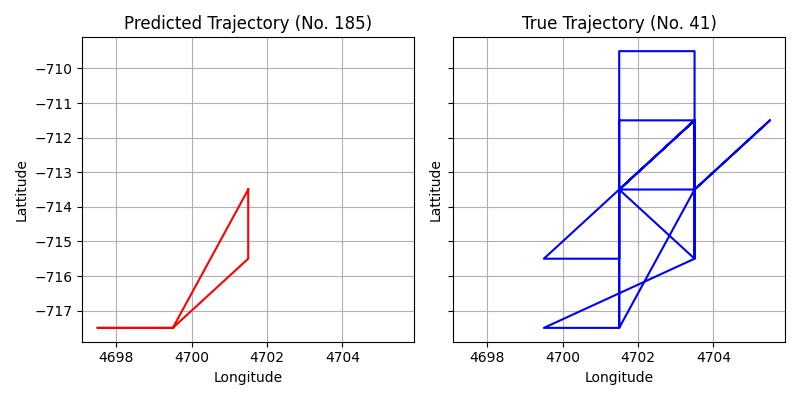 Predicted Trajectory (No. 185)
True Trajectory (No. 41)
−710
−711
−712
−713
−714
−715
−716
−717
Lattitude
Lattitude
4698 4700 4702 4704
4698 4700 4702 4704
Longitude
Longitude